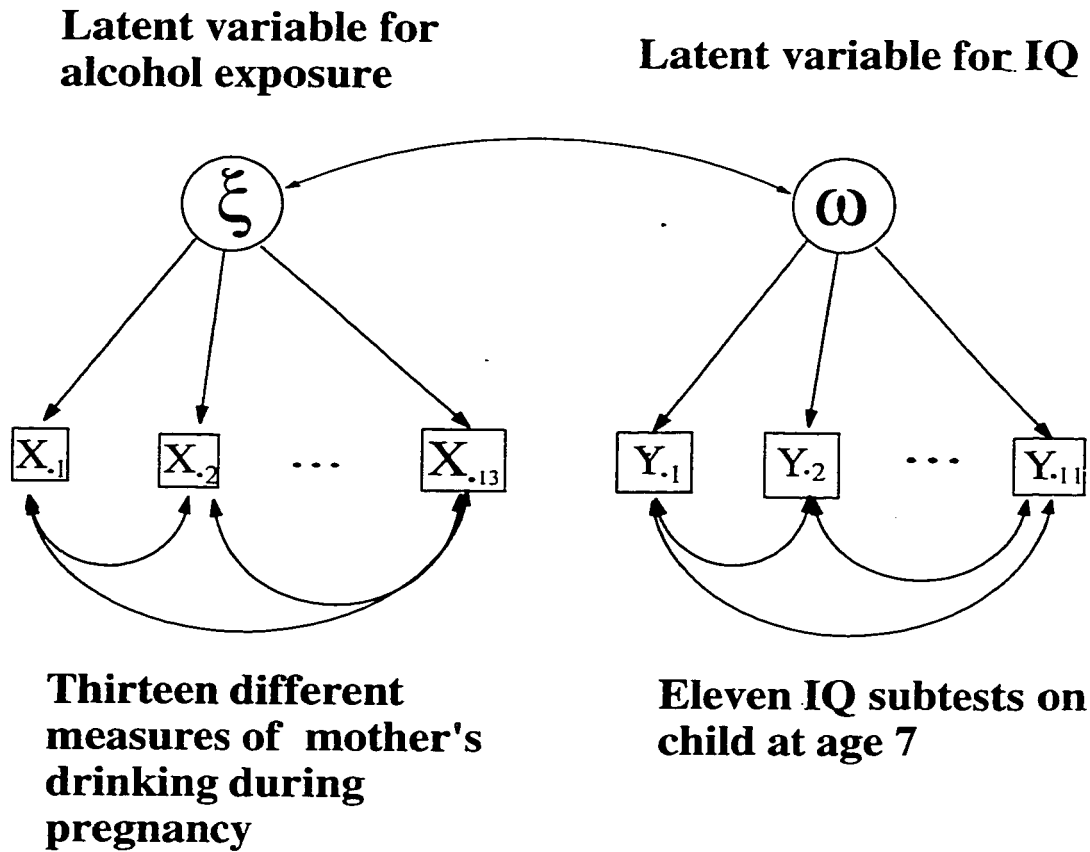 Latent variable for
alcohol exposure
Latent variable for IQ
ξ
ω
X.1
X.2
...
X.13
Y.1
Y.2
...
Y.11
Thirteen different
measures of mother's
drinking during
pregnancy
Eleven IQ subtests on
child at age 7